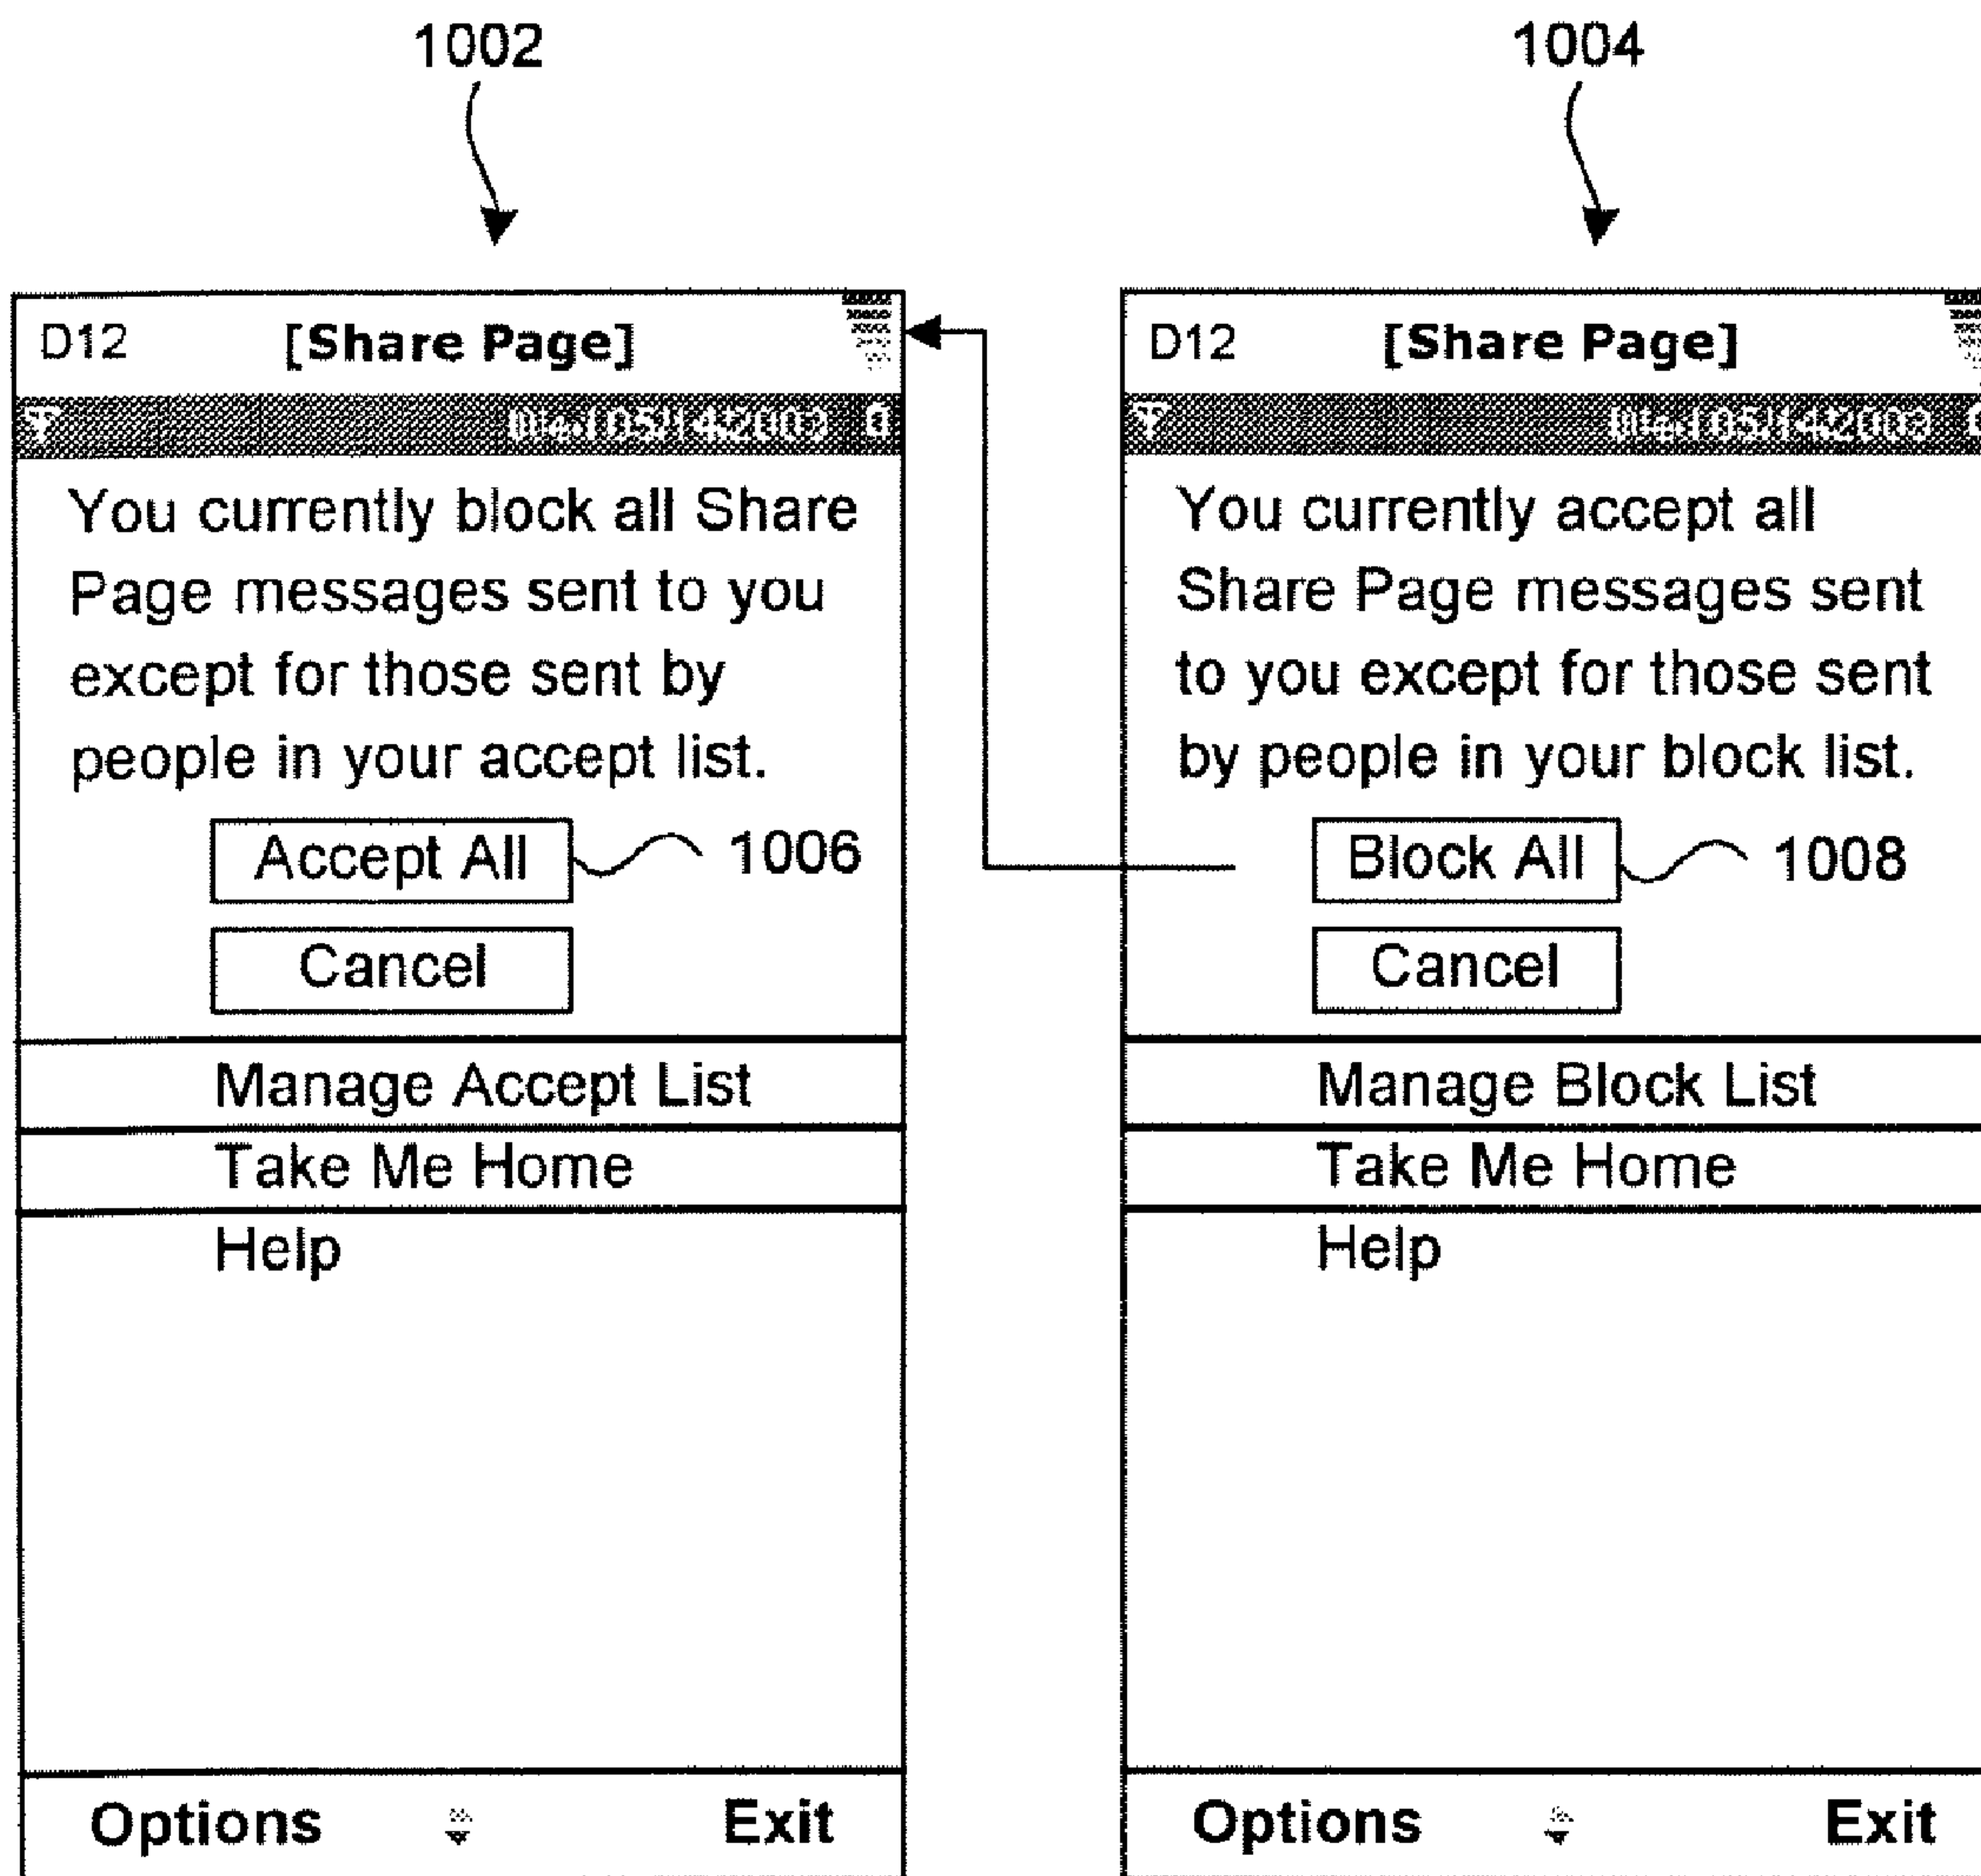 1002
1004
D12 [Share Page]
You currently block all Share
Page messages sent to you
except for those sent by
people in your accept list.
Accept All
1006
Cancel
Manage Accept List
Take Me Home
Help
Options Exit
D12 [Share Page]
You currently accept all
Share Page messages sent
to you except for those sent
by people in your block list.
Block All
1008
Cancel
Manage Block List
Take Me Home
Help
Options Exit